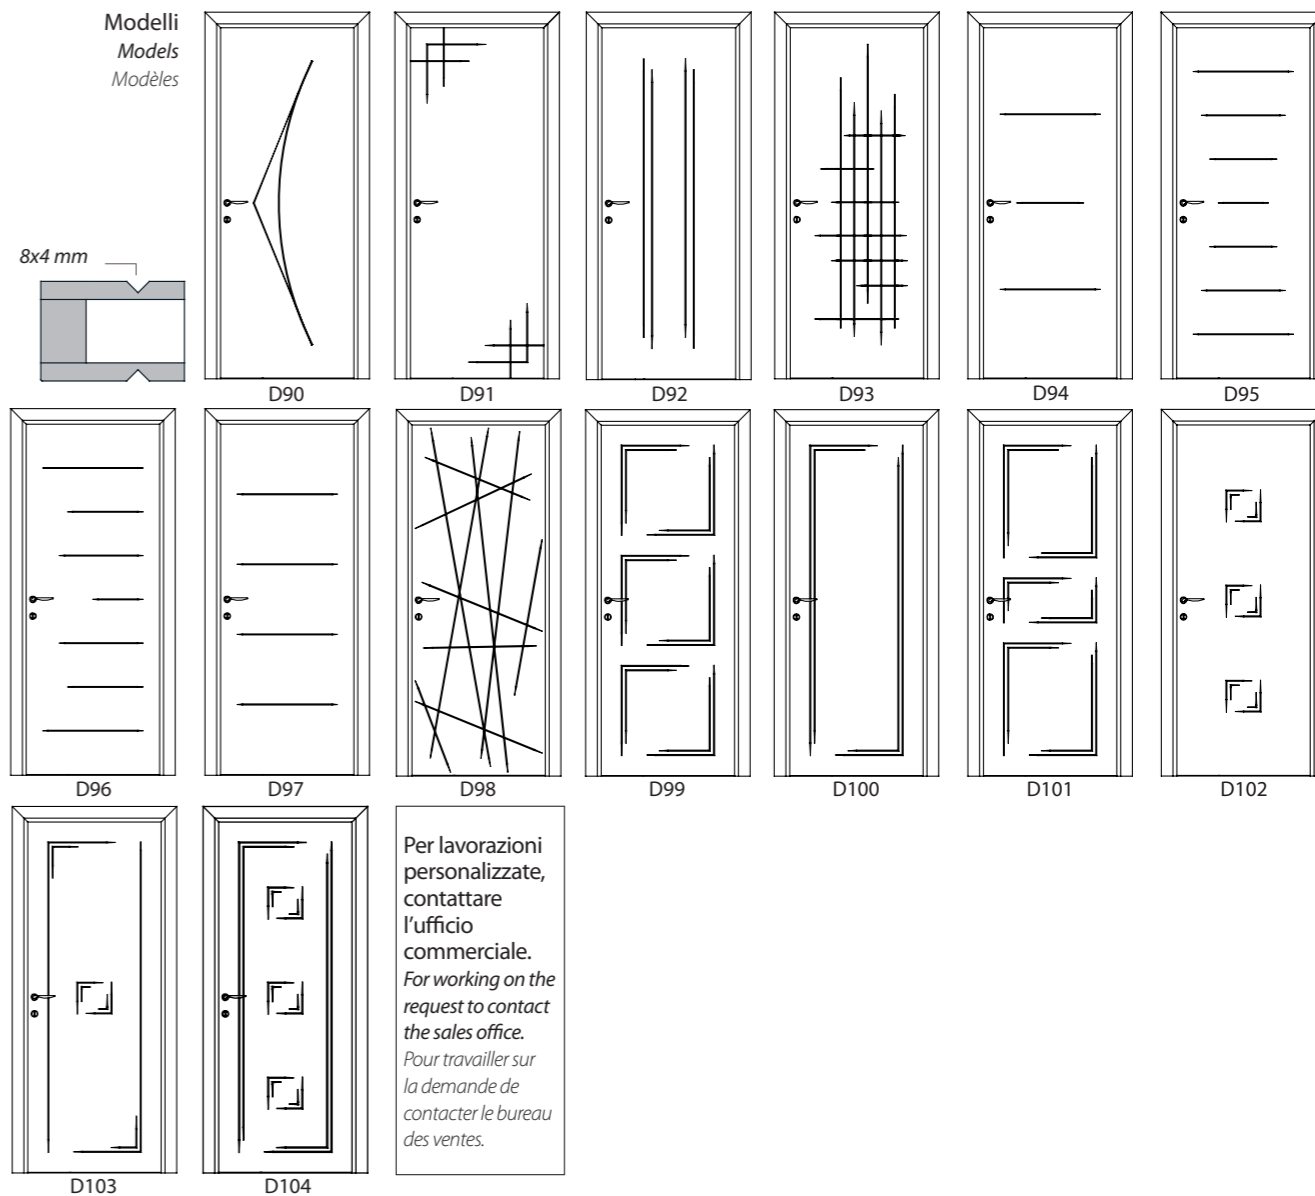 Modelli
Models
Modèles
8x4 mm
D90
D91
D92
D93
D94
D95
D96
D97
D98
D99
D100
D101
D102
D103
D104
Per lavorazioni
personalizzate,
contattare
l'ufficio
commerciale.
For working on the
request to contact
the sales office.
Pour travailler sur
la demande de
contacter le bureau
des ventes.